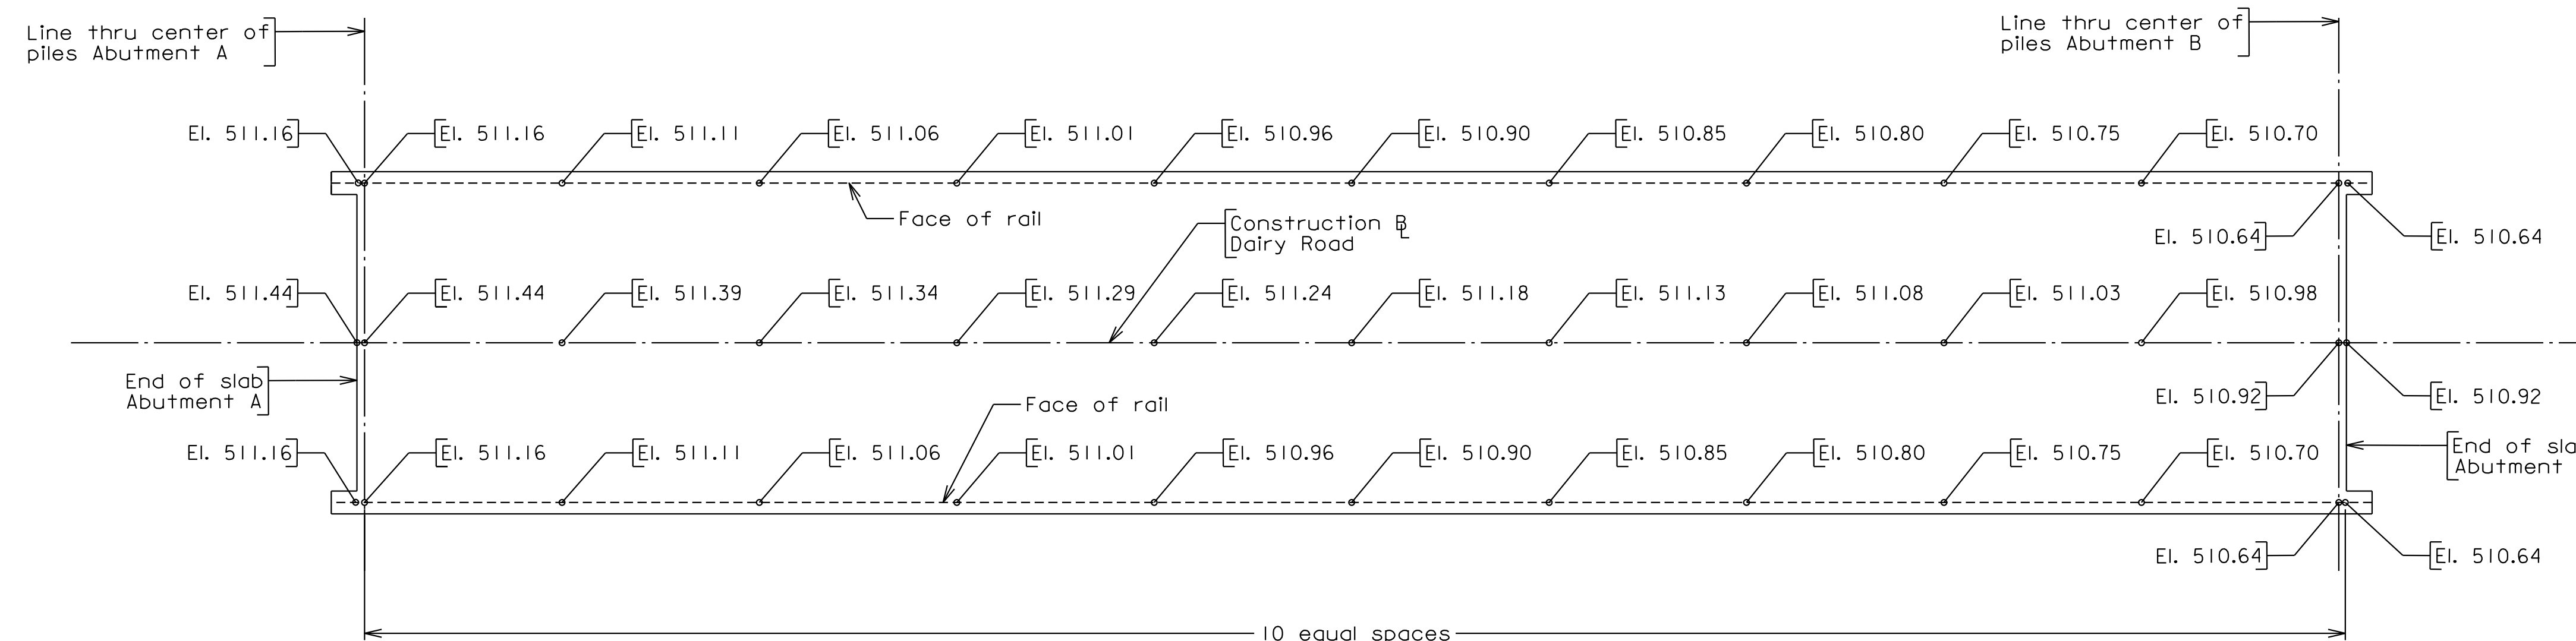 Line thru center of
piles Abutment A
Line thru center of
piles Abutment B
El. 511.16
El. 511.16
El. 511.11
El. 511.06
El. 511.01
El. 510.96
El. 510.90
El. 510.85
El. 510.80
El. 510.75
El. 510.70
Face of rail
Construction BL
Dairy Road
El. 510.64
El. 510.64
El. 511.44
El. 511.44
El. 511.39
El. 511.34
El. 511.29
El. 511.24
El. 511.18
El. 511.13
El. 511.08
El. 511.03
El. 510.98
End of slab
Abutment A
Face of rail
El. 510.92
El. 510.92
El. 511.16
El. 511.16
El. 511.11
El. 511.06
El. 511.01
El. 510.96
El. 510.90
El. 510.85
El. 510.80
El. 510.75
El. 510.70
End of sla
Abutment
El. 510.64
El. 510.64
10 equal spaces